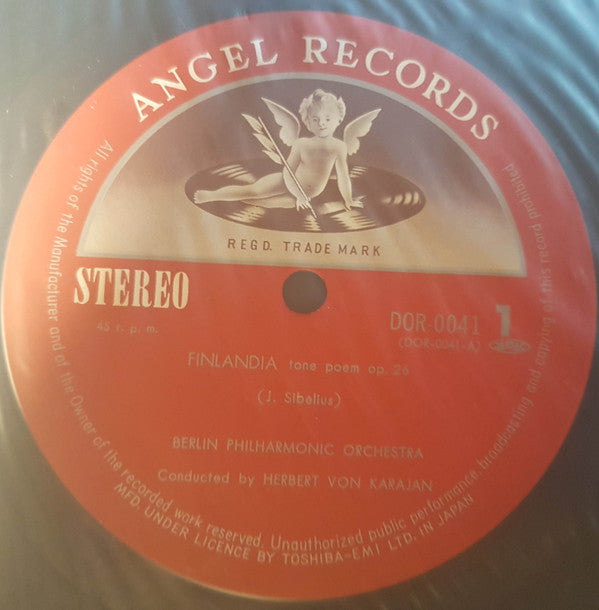 ANGEL RECORDS
REGD. TRADE MARK
STEREO
45 r. p. m.
DOR-0041 1
(DOR-0041-A)
FINLANDIA tone poem op. 26
(J. Sibelius)
BERLIN PHILHARMONIC ORCHESTRA
Conducted by HERBERT VON KARAJAN
All rights of the Manufacturer and of the Owner of the recorded work reserved. Unauthorized public performance, broadcasting and copying of this record prohibited
MFD. UNDER LICENCE BY TOSHIBA-EMI LTD. IN JAPAN